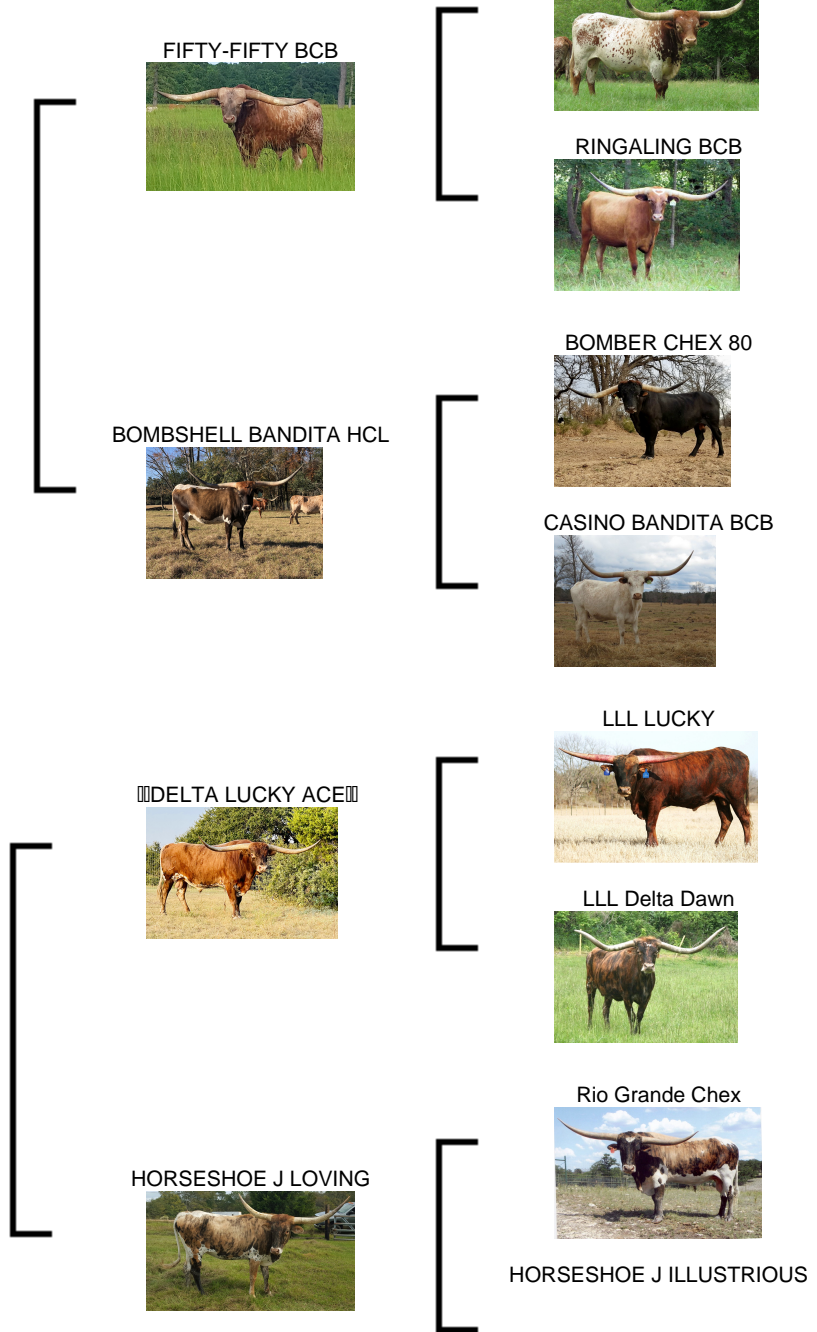 FIFTY-FIFTY BCB
RINGALING BCB
BOMBER CHEX 80
BOMBSHELL BANDITA HCL
CASINO BANDITA BCB
LLL LUCKY
DELTA LUCKY ACE
LLL Delta Dawn
Rio Grande Chex
HORSESHOE J LOVING
HORSESHOE J ILLUSTRIOUS